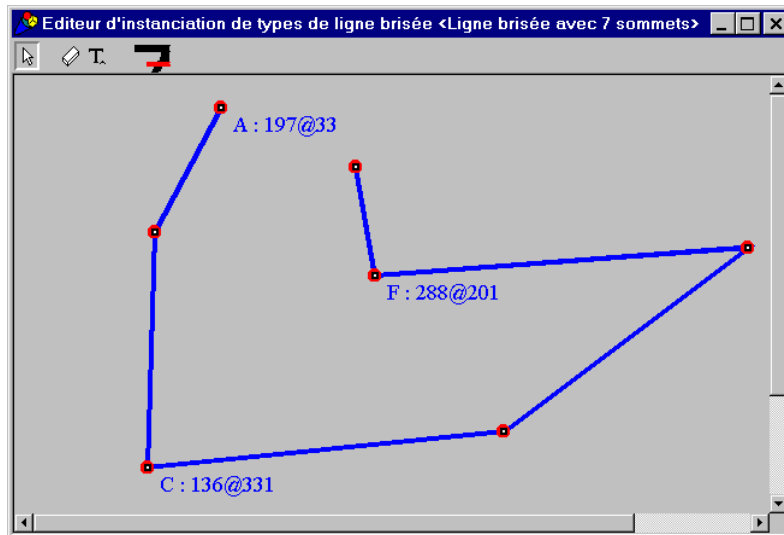 Editeur d'instanciation de types de ligne brisée <Ligne brisée avec 7 sommets>
T
A : 197@33
F : 288@201
C : 136@331